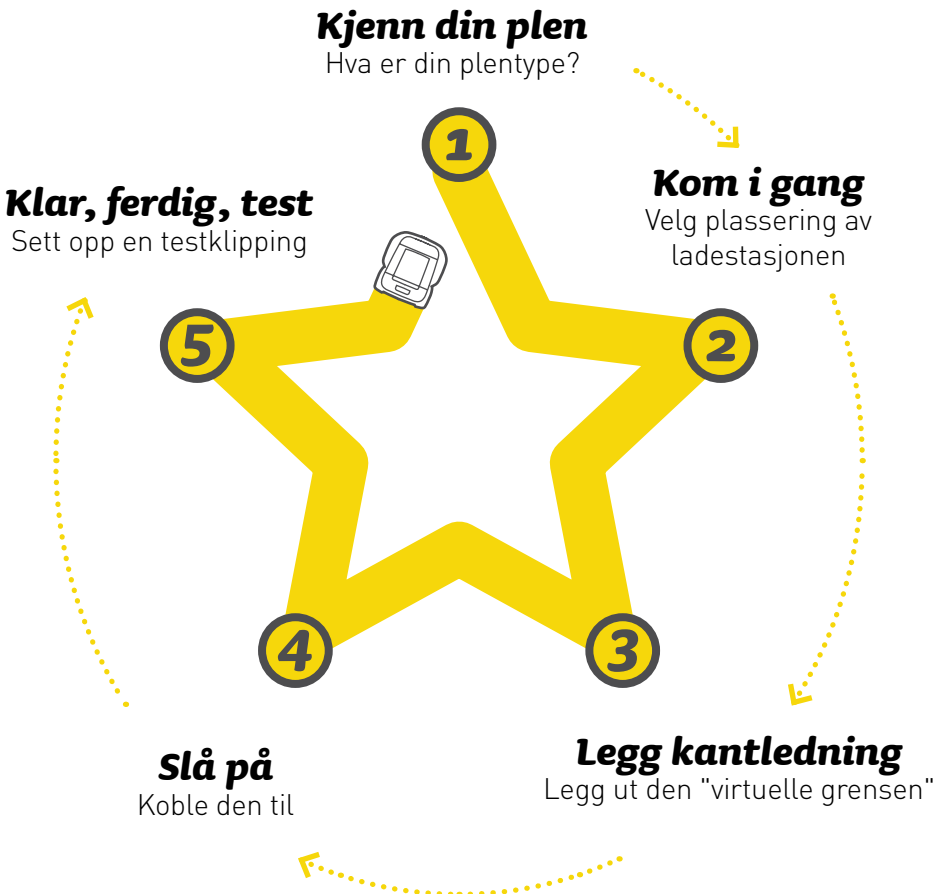 Kjenn din plen
Hva er din plentype?
1
Kom i gang
Velg plassering av
ladestasjonen
2
Legg kantledning
Legg ut den "virtuelle grensen"
3
Slå på
Koble den til
4
Klar, ferdig, test
Sett opp en testklipping
5